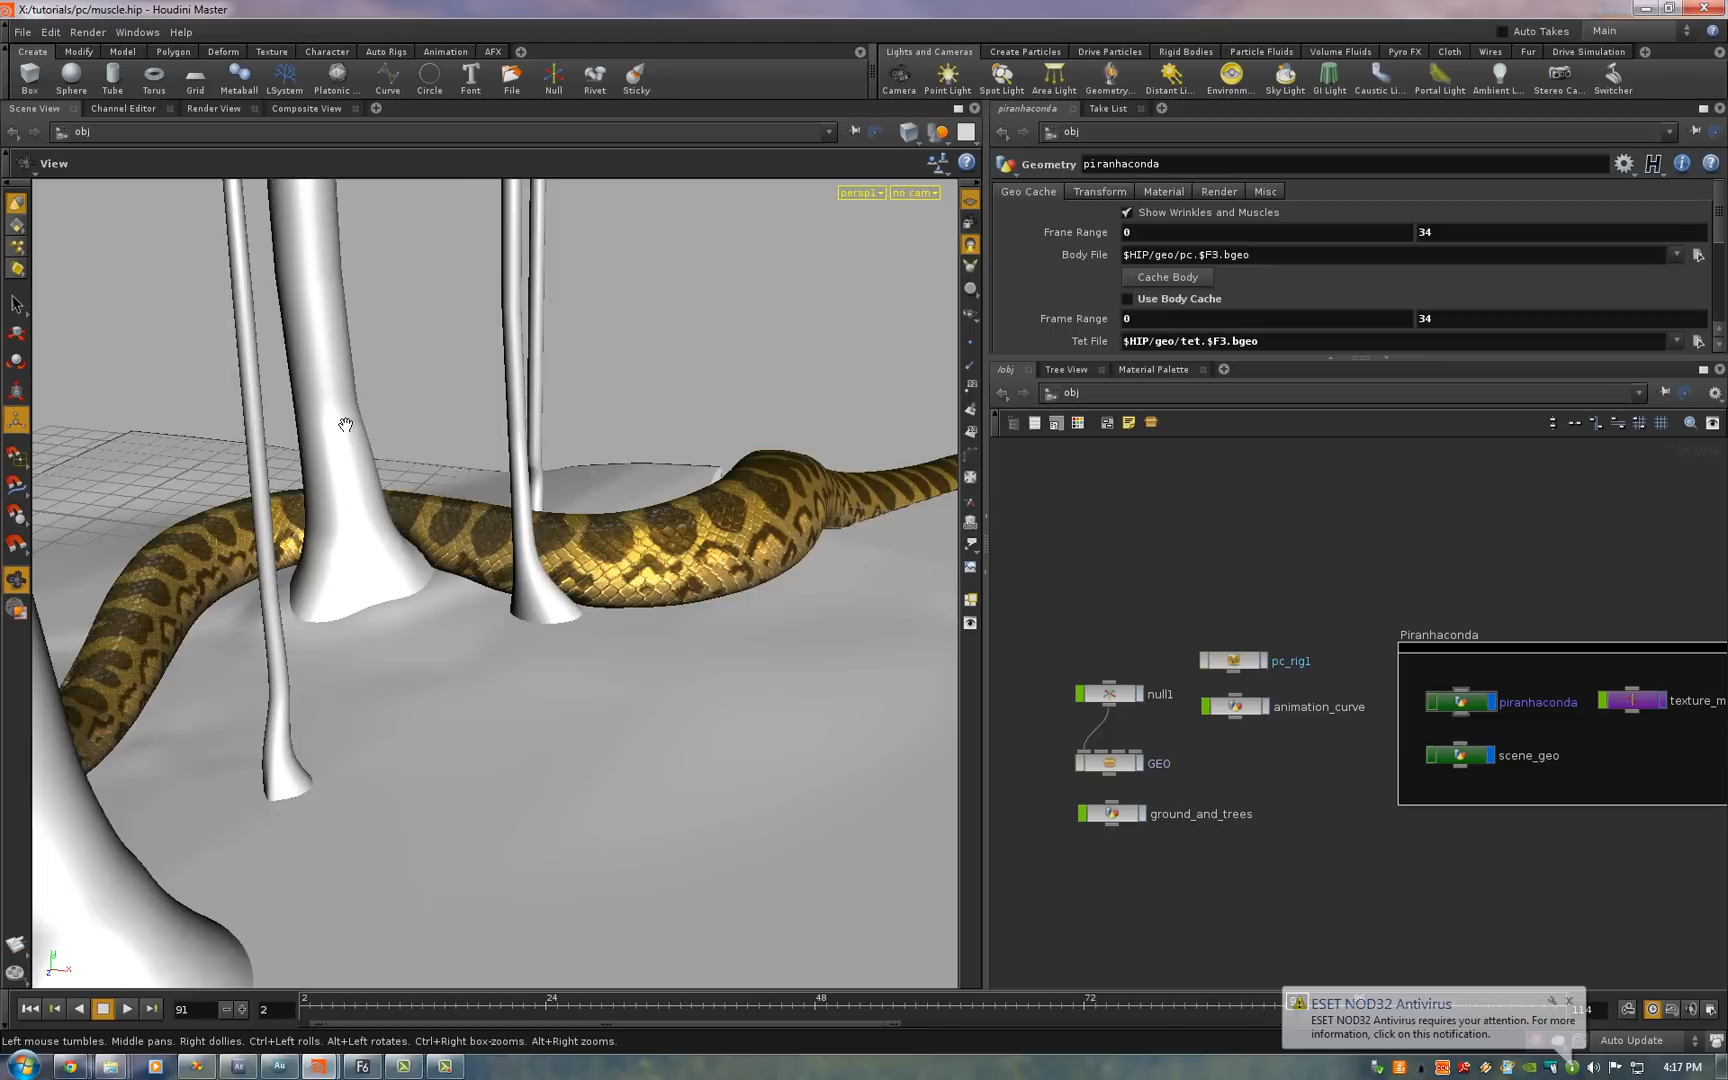 X:/tutorials/pc/muscle.hip - Houdini Master
File Edit Render Windows Help
Auto Takes Main
Create Modify Model Polygon Deform Texture Character Auto Rigs Animation AFX
Lights and Cameras Create Particles Drive Particles Rigid Bodies Particle Fluids Volume Fluids Pyro FX Cloth Wires Fur Drive Simulation
Box Sphere Tube Torus Grid Metaball LSystem Platonic ... Curve Circle Font File Null Rivet Sticky
Camera Point Light Spot Light Area Light Geometry... Distant Li... Environm... Sky Light GI Light Caustic Li... Portal Light Ambient L... Stereo Ca... Switcher
Scene View Channel Editor Render View Composite View
piranhaconda Take List
obj
obj
View
Geometry piranhaconda
persp1 no cam
Geo Cache Transform Material Render Misc
Show Wrinkles and Muscles
Frane Range 0 34
Body File $HIP/geo/pc.$F3.bgeo
Cache Body
Use Body Cache
Frame Range 0 34
Tet File $HIP/geo/tet.$F3.bgeo
/obj Tree View Material Palette
obj
Piranhaconda
pc_rig1
null1
animation_curve
piranhaconda
texture_m
GEO
scene_geo
ground_and_trees
91 2 2 24 48 72 114
ESET NOD32 Antivirus
ESET NOD32 Antivirus requires your attention. For more
information, click on this notification.
Left mouse tumbles. Middle pans. Right dollies. Ctrl+Left rolls. Alt+Left rotates. Ctrl+Right box-zooms. Alt+Right zooms.
Auto Update
Ae Au F6
4:17 PM